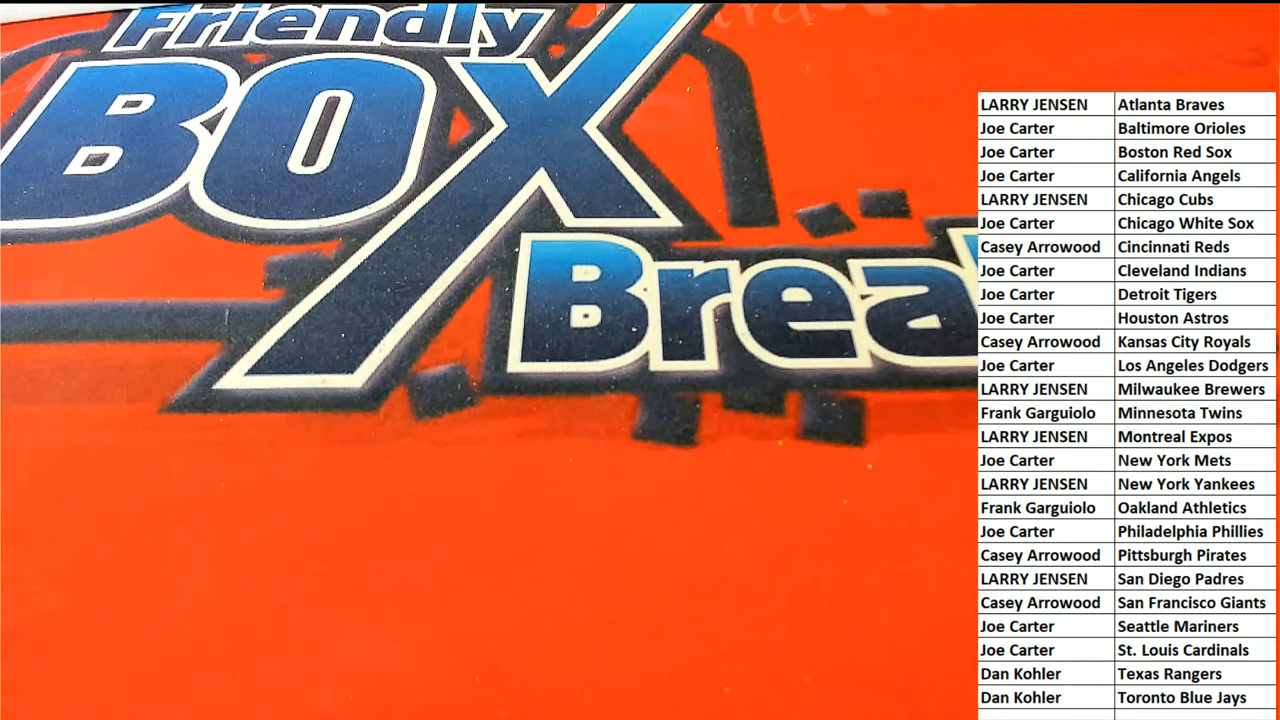 Friendly
BOX
Brea
LARRY JENSEN Atlanta Braves
Joe Carter Baltimore Orioles
Joe Carter Boston Red Sox
Joe Carter California Angels
LARRY JENSEN Chicago Cubs
Joe Carter Chicago White Sox
Casey Arrowood Cincinnati Reds
Joe Carter Cleveland Indians
Joe Carter Detroit Tigers
Joe Carter Houston Astros
Casey Arrowood Kansas City Royals
Joe Carter Los Angeles Dodgers
LARRY JENSEN Milwaukee Brewers
Frank Garguiolo Minnesota Twins
LARRY JENSEN Montreal Expos
Joe Carter New York Mets
LARRY JENSEN New York Yankees
Frank Garguiolo Oakland Athletics
Joe Carter Philadelphia Phillies
Casey Arrowood Pittsburgh Pirates
LARRY JENSEN San Diego Padres
Casey Arrowood San Francisco Giants
Joe Carter Seattle Mariners
Joe Carter St. Louis Cardinals
Dan Kohler Texas Rangers
Dan Kohler Toronto Blue Jays